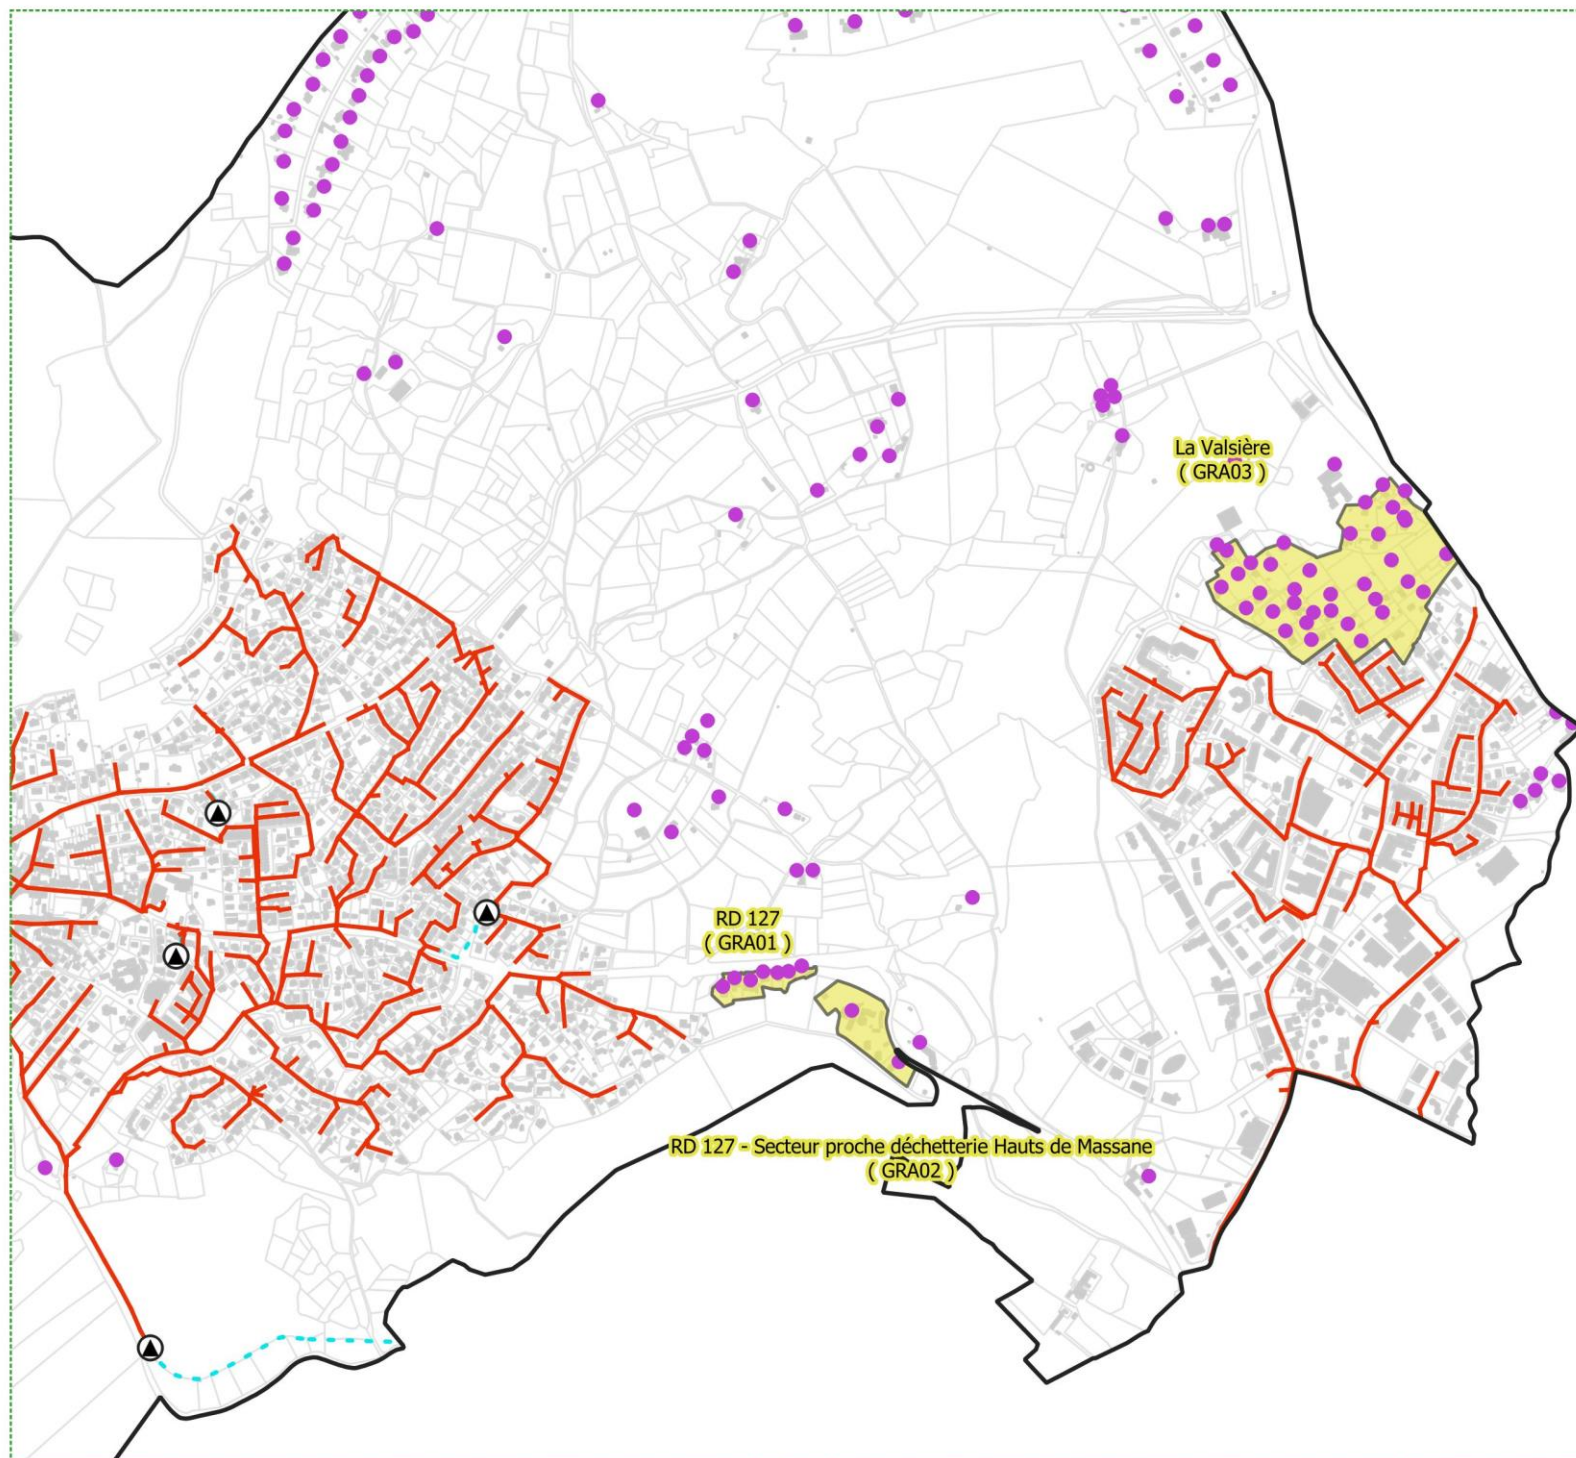 La Valsière
( GRA03 )
RD 127
( GRA01 )
RD 127 - Secteur proche déchetterie Hauts de Massane
( GRA02 )